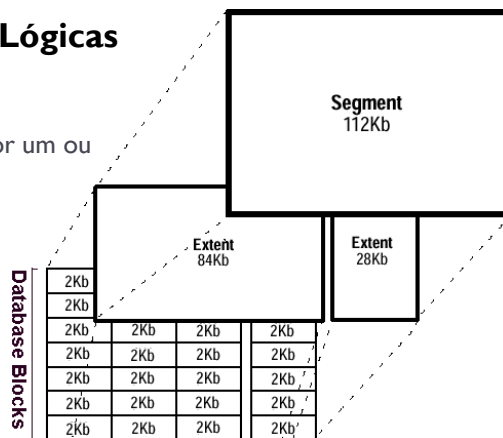 Lógicas
or um ou
Segment
112Kb
Extent
84Kb
Extent
28Kb
Database Blocks
2Kb
2Kb
2Kb 2Kb 2Kb 2Kb
2Kb 2Kb 2Kb 2Kb
2Kb 2Kb 2Kb 2Kb
2Kb 2Kb 2Kb 2Kb
2Kb 2Kb 2Kb 2Kb